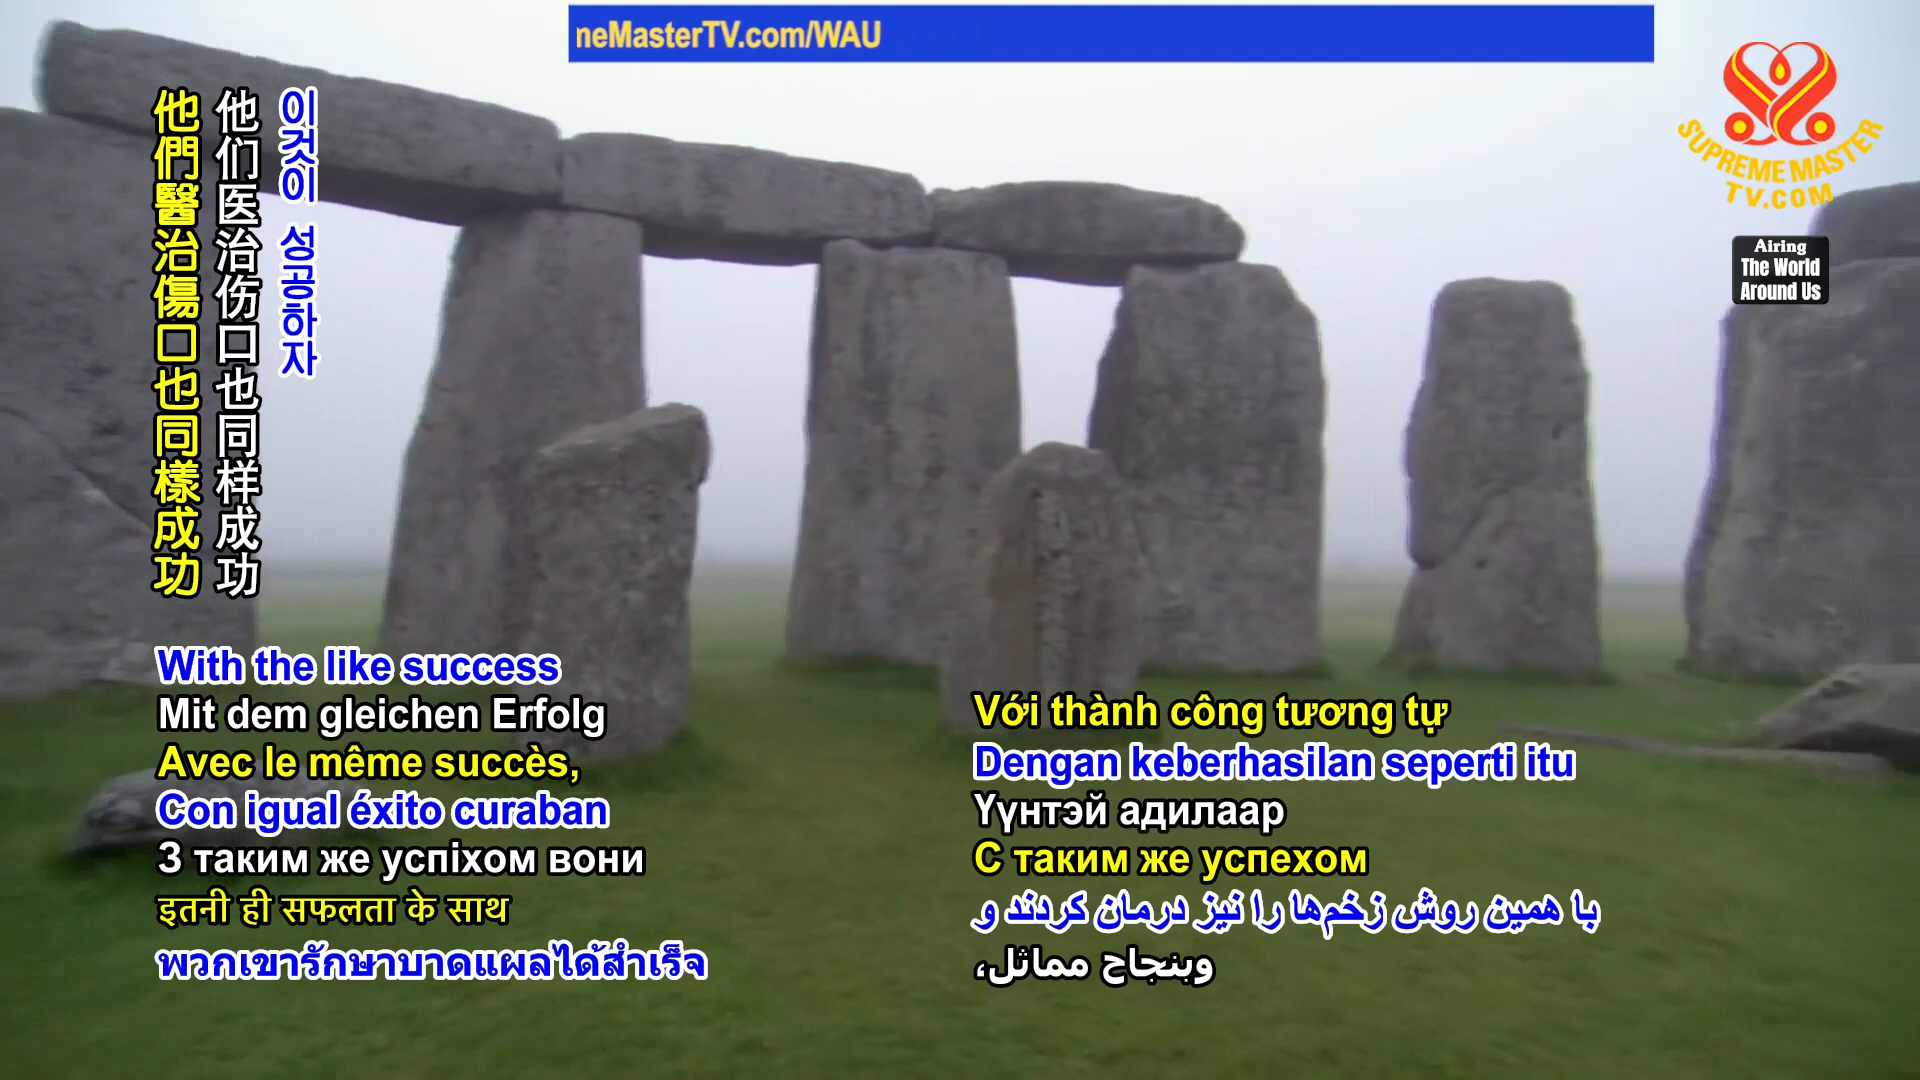 neMasterTV.com/WAU
SUPREME MASTER
TV.COM
Airing
The World
Around Us
이것이 성공하자
他们医治伤口也同样成功
他們醫治傷口也同樣成功
With the like success
Mit dem gleichen Erfolg
Avec le même succès,
Con igual éxito curaban
З таким же успіхом вони
इतनी ही सफलता के साथ
พวกเขารักษาบาดแผลได้สำเร็จ
Với thành công tương tự
Dengan keberhasilan seperti itu
Үүнтэй адилаар
С таким же успехом
با همین روش زخم‌ها را نیز درمان کردند و
وبنجاح مماثل،